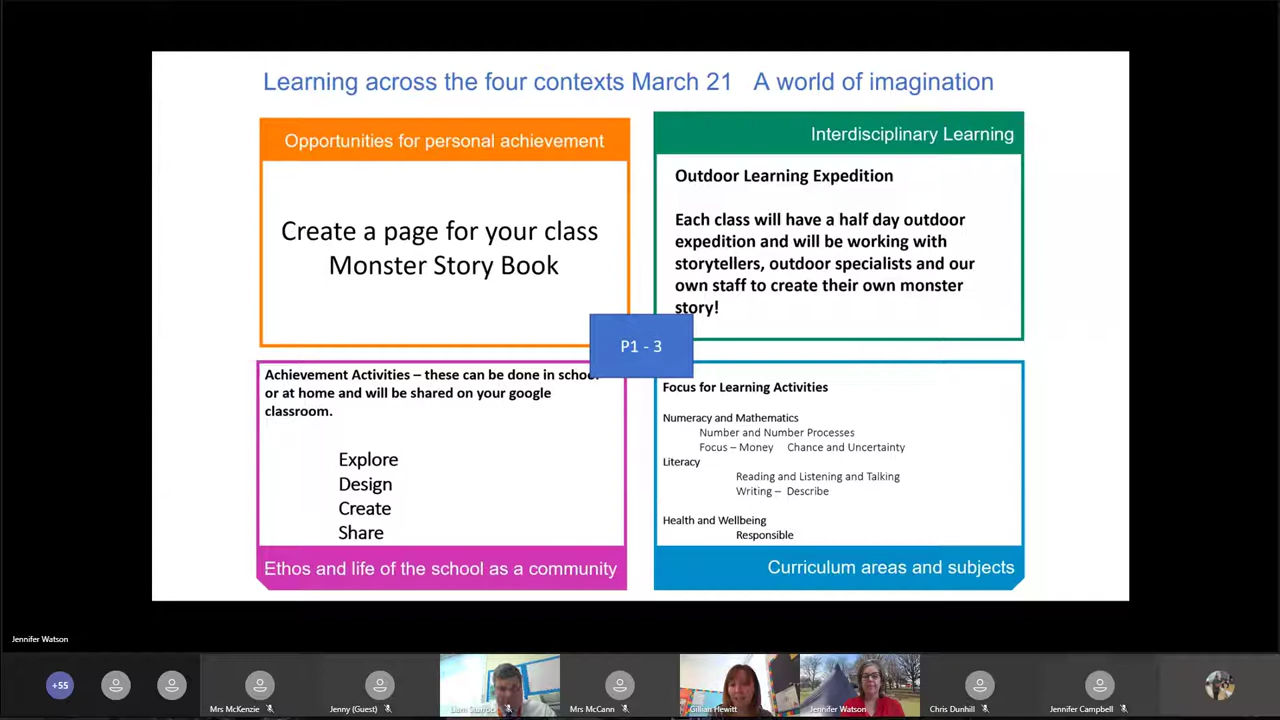 Learning across the four contexts March 21 A world of imagination
Opportunities for personal achievement
Create a page for your class
Monster Story Book
Interdisciplinary Learning
Outdoor Learning Expedition
Each class will have a half day outdoor
expedition and will be working with
storytellers, outdoor specialists and our
own staff to create their own monster
story!
P1 - 3
Achievement Activities – these can be done in school
or at home and will be shared on your google
classroom.
Explore
Design
Create
Share
Ethos and life of the school as a community
Focus for Learning Activities
Numeracy and Mathematics
Number and Number Processes
Focus – Money Chance and Uncertainty
Literacy
Reading and Listening and Talking
Writing – Describe
Health and Wellbeing
Responsible
Curriculum areas and subjects
Jennifer Watson
+55
Mrs McKenzie
Jenny (Guest)
Liam
Mrs McCann
Gillian Hewitt
Jennifer Watson
Chris Dunhill
Jennifer Campbell